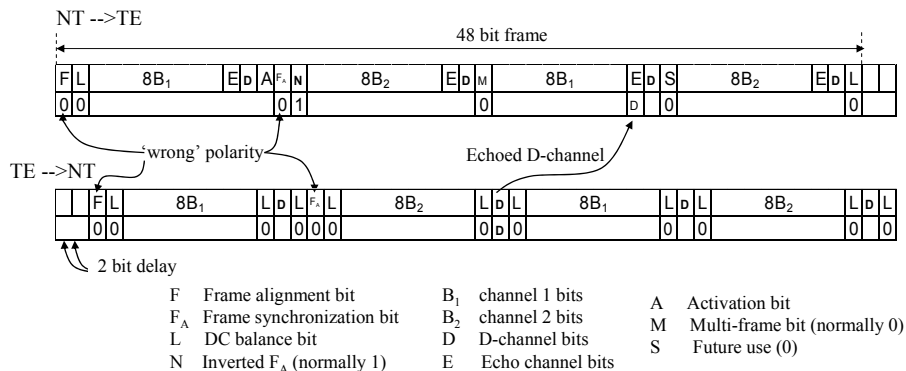 NT -->TE
48 bit frame
F L 8B₁ E D A F_A N 8B₂ E D M 8B₁ E D S 8B₂ E D L
0 0 0 1 0 D 0 0
'wrong' polarity
Echoed D-channel
TE -->NT
F L 8B₁ L D L F_A L 8B₂ L D L 8B₁ L D L 8B₂ L D L
0 0 0 0 0 0 0 D 0 0 0 0 0
2 bit delay
F Frame alignment bit
F_A Frame synchronization bit
L DC balance bit
N Inverted F_A (normally 1)
B₁ channel 1 bits
B₂ channel 2 bits
D D-channel bits
E Echo channel bits
A Activation bit
M Multi-frame bit (normally 0)
S Future use (0)